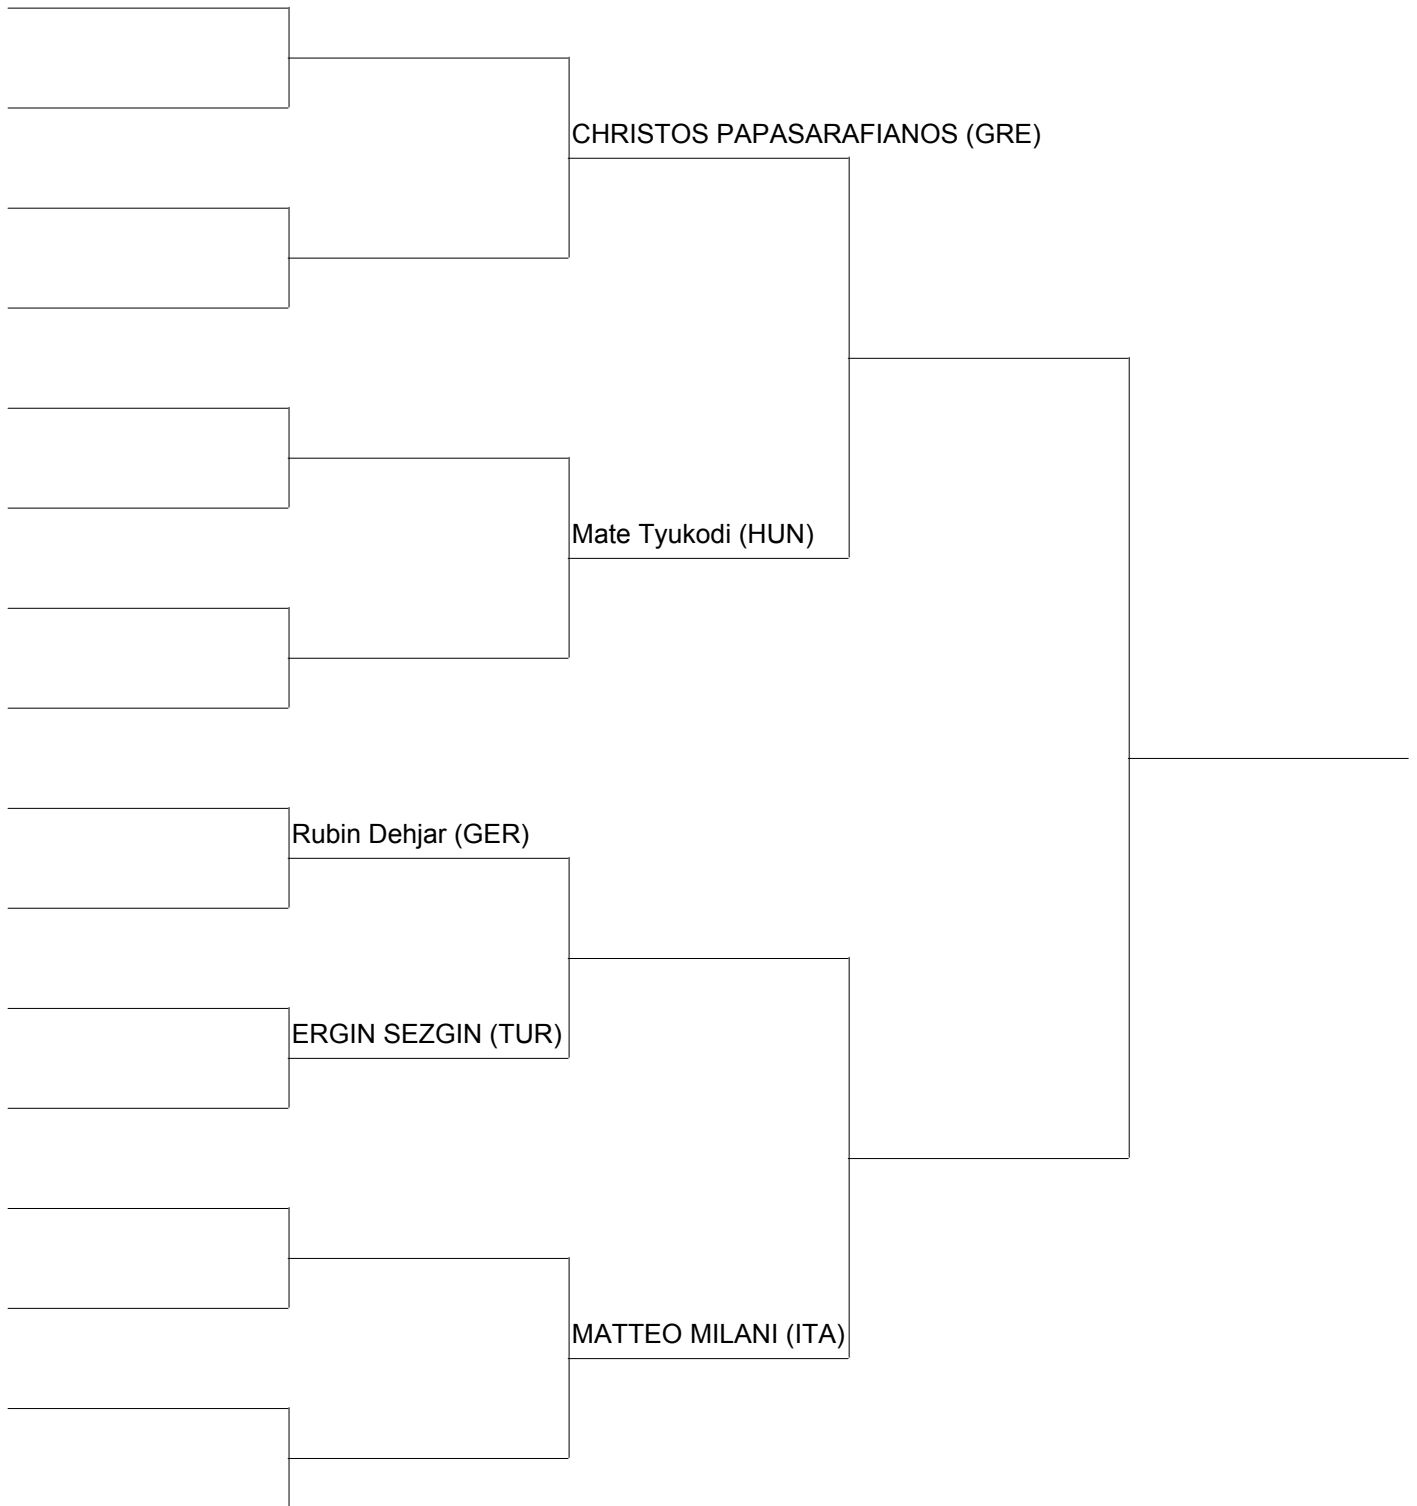 CHRISTOS PAPASARAFIANOS (GRE)
Mate Tyukodi (HUN)
Rubin Dehjar (GER)
ERGIN SEZGIN (TUR)
MATTEO MILANI (ITA)